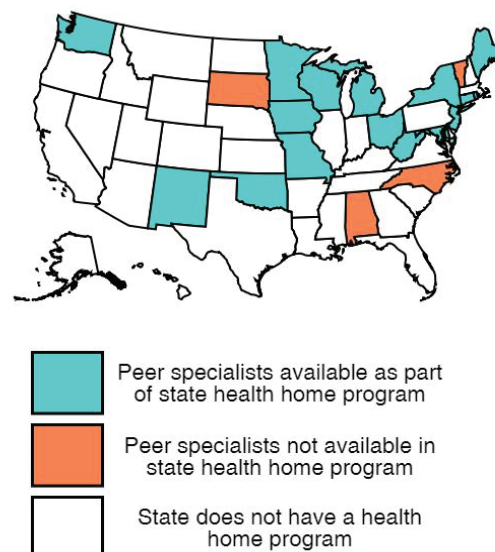 Peer specialists available as part
of state health home program
Peer specialists not available in
state health home program
State does not have a health
home program